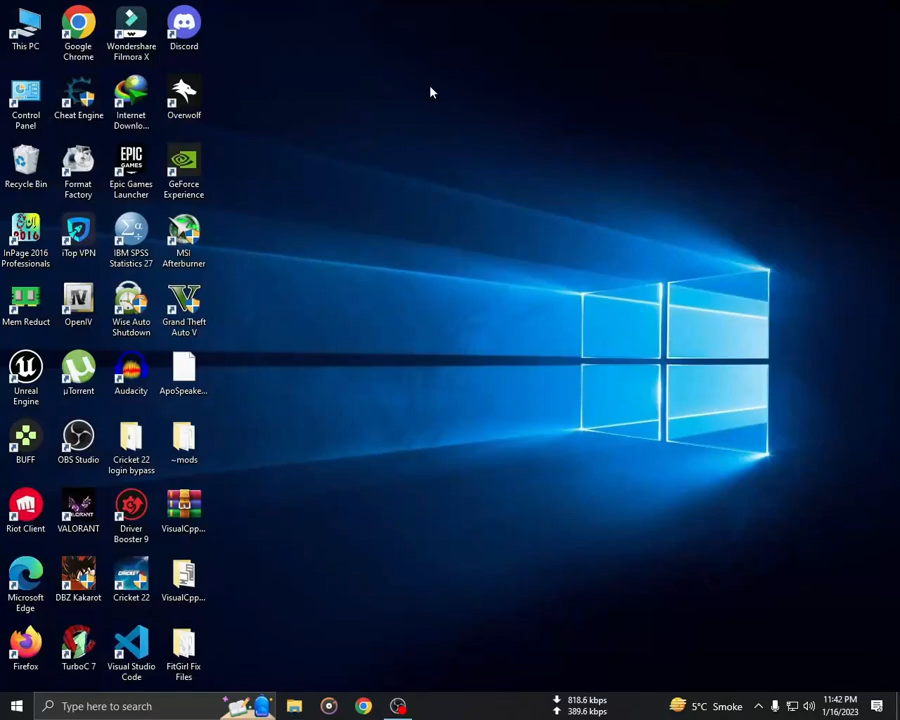 This PC
Google
Chrome
Wondershare
Filmora X
Discord
Control
Panel
Cheat Engine
Internet
Downlo...
Overwolf
Recycle Bin
Format
Factory
EPIC
GAMES
Epic Games
Launcher
GeForce
Experience
2016
InPage 2016
Professionals
iTop VPN
Σα
IBM SPSS
Statistics 27
MSI
Afterburner
Mem Reduct
OpenIV
Wise Auto
Shutdown
Grand Theft
Auto V
Unreal
Engine
µTorrent
Audacity
ApoSpeake...
BUFF
OBS Studio
Cricket 22
login bypass
~mods
Riot Client
VALORANT
Driver
Booster 9
VisualCpp...
Microsoft
Edge
DBZ Kakarot
Cricket 22
VisualCpp...
Firefox
TurboC 7
Visual Studio
Code
FitGirl Fix
Files
Type here to search
818.6 kbps
389.6 kbps
5°C Smoke
11:42 PM
1/16/2023